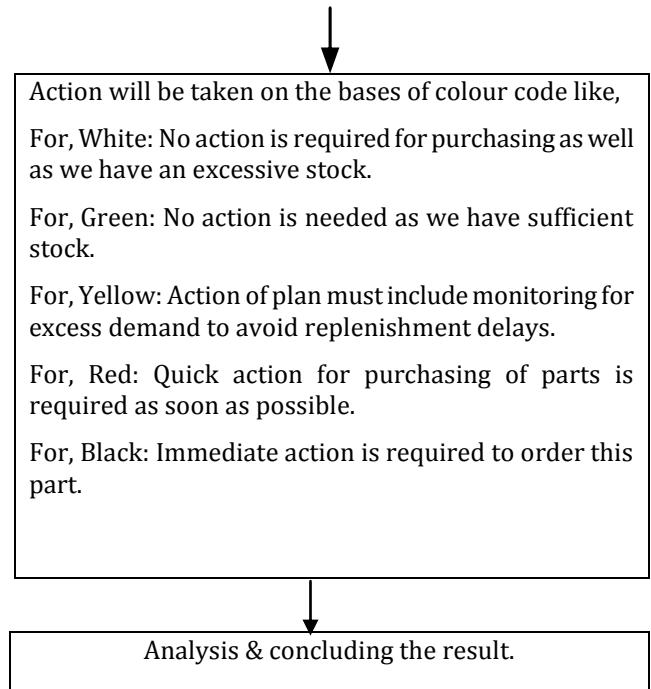 Action will be taken on the bases of colour code like,
For, White: No action is required for purchasing as well
as we have an excessive stock.
For, Green: No action is needed as we have sufficient
stock.
For, Yellow: Action of plan must include monitoring for
excess demand to avoid replenishment delays.
For, Red: Quick action for purchasing of parts is
required as soon as possible.
For, Black: Immediate action is required to order this
part.
Analysis & concluding the result.